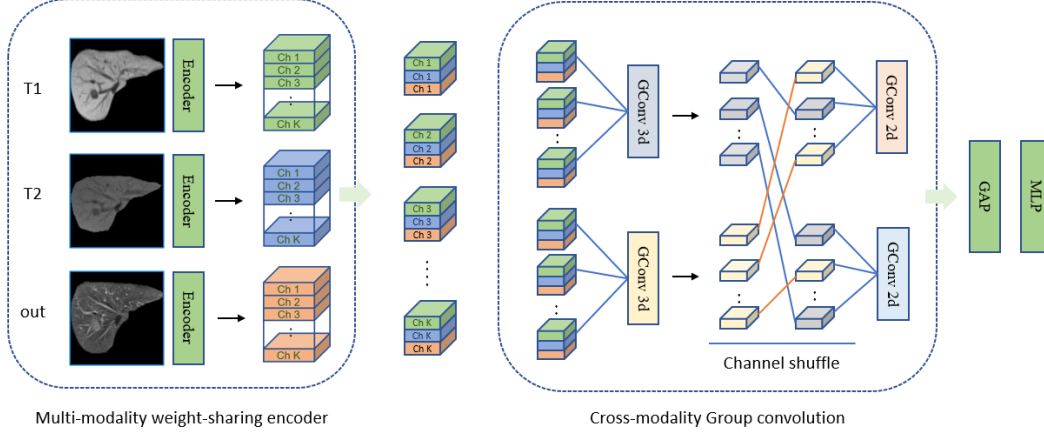 T1
Encoder
Ch 1
Ch 2
Ch 3
⋮
Ch K
T2
Encoder
Ch 1
Ch 2
Ch 3
⋮
Ch K
out
Encoder
Ch 1
Ch 2
Ch 3
⋮
Ch K
Multi-modality weight-sharing encoder
Ch 1
Ch 1
Ch 1
Ch 2
Ch 2
Ch 2
Ch 3
Ch 3
Ch 3
⋮
Ch K
Ch K
Ch K
GConv 3d
GConv 3d
GConv 2d
GConv 2d
Channel shuffle
Cross-modality Group convolution
GAP
MLP